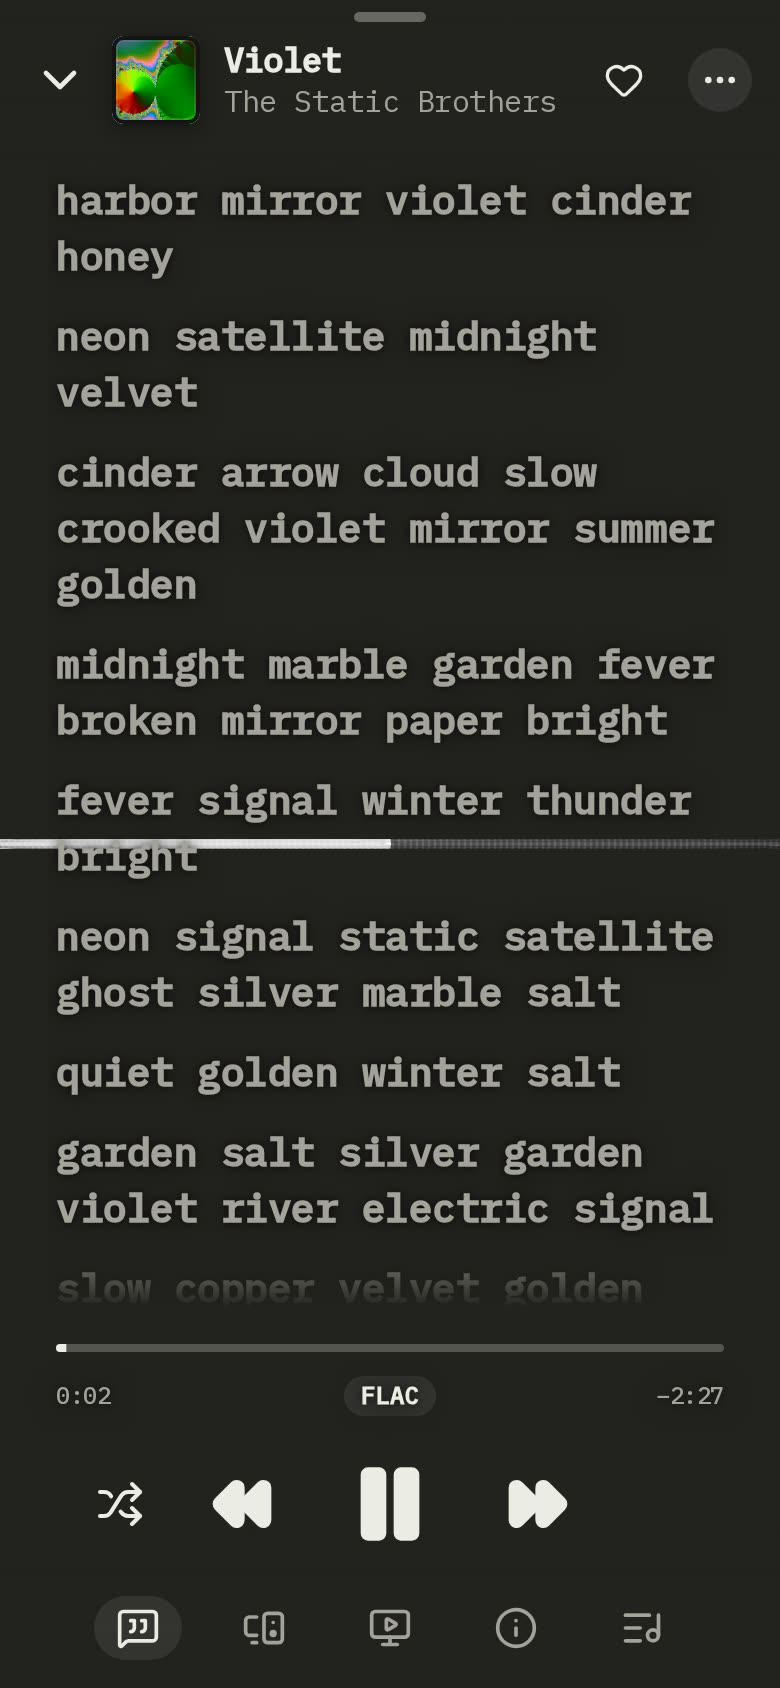 Violet
The Static Brothers
harbor mirror violet cinder
honey
neon satellite midnight
velvet
cinder arrow cloud slow
crooked violet mirror summer
golden
midnight marble garden fever
broken mirror paper bright
fever signal winter thunder
bright
neon signal static satellite
ghost silver marble salt
quiet golden winter salt
garden salt silver garden
violet river electric signal
slow copper velvet golden
0:02 FLAC −2:27